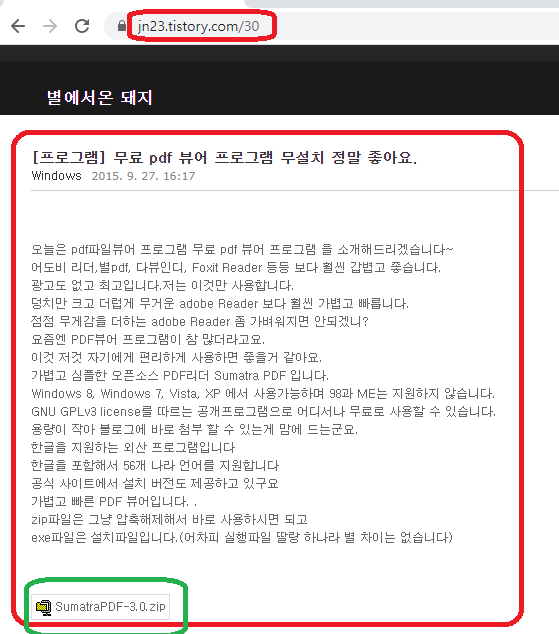 jn23.tistory.com/30
별에서온 돼지
[프로그램] 무료 pdf 뷰어 프로그램 무설치 정말 좋아요.
Windows 2015. 9. 27. 16:17
오늘은 pdf파일뷰어 프로그램 무료 pdf 뷰어 프로그램 을 소개해드리겠습니다~
어도비 리더,별pdf, 다뷰인디, Foxit Reader 등등 보다 훨씬 갑볍고 좋습니다.
광고도 없고 최고입니다.저는 이것만 사용합니다.
덩치만 크고 더럽게 무거운 adobe Reader 보다 훨씬 가볍고 빠릅니다.
점점 무게감을 더하는 adobe Reader 좀 가벼워지면 안되겠니?
요즘엔 PDF뷰어 프로그램이 참 많더라고요.
이것 저것 자기에게 편리하게 사용하면 좋을거 같아요.
가볍고 심플한 오픈소스 PDF리더 Sumatra PDF 입니다.
Windows 8, Windows 7, Vista, XP 에서 사용가능하며 98과 ME는 지원하지 않습니다.
GNU GPLv3 license를 따르는 공개프로그램으로 어디서나 무료로 사용할 수 있습니다.
용량이 작아 블로그에 바로 첨부 할 수 있는게 맘에 드는군요.
한글을 지원하는 외산 프로그램입니다
한글을 포함해서 56개 나라 언어를 지원합니다
공식 사이트에서 설치 버전도 제공하고 있구요
가볍고 빠른 PDF 뷰어입니다. .
zip파일은 그냥 압축해제해서 바로 사용하시면 되고
exe파일은 설치파일입니다.(어차피 실행파일 딸랑 하나라 별 차이는 없습니다)
SumatraPDF-3.0.zip